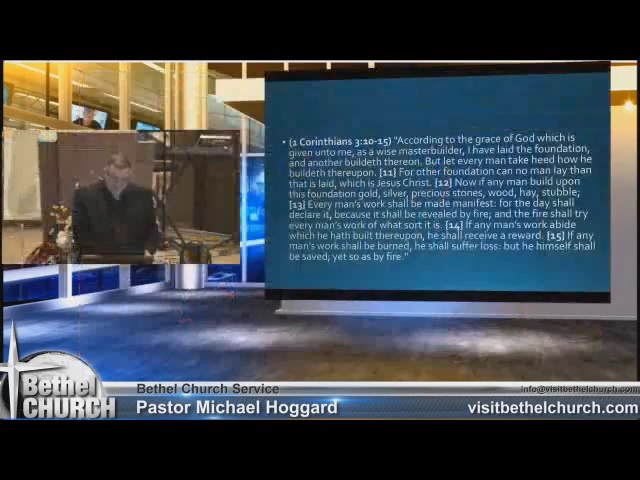 • (1 Corinthians 3:10-15) "According to the grace of God which is
given unto me, as a wise masterbuilder, I have laid the foundation,
and another buildeth thereon. But let every man take heed how he
buildeth thereupon. [11] For other foundation can no man lay than
that is laid, which is Jesus Christ. [12] Now if any man build upon
this foundation gold, silver, precious stones, wood, hay, stubble;
[13] Every man's work shall be made manifest: for the day shall
declare it, because it shall be revealed by fire; and the fire shall try
every man's work of what sort it is. [14] If any man's work abide
which he hath built thereupon, he shall receive a reward. [15] If any
man's work shall be burned, he shall suffer loss: but he himself shall
be saved; yet so as by fire."
Bethel
CHURCH
Bethel Church Service
info@visitbethelchurch.com
Pastor Michael Hoggard
visitbethelchurch.com